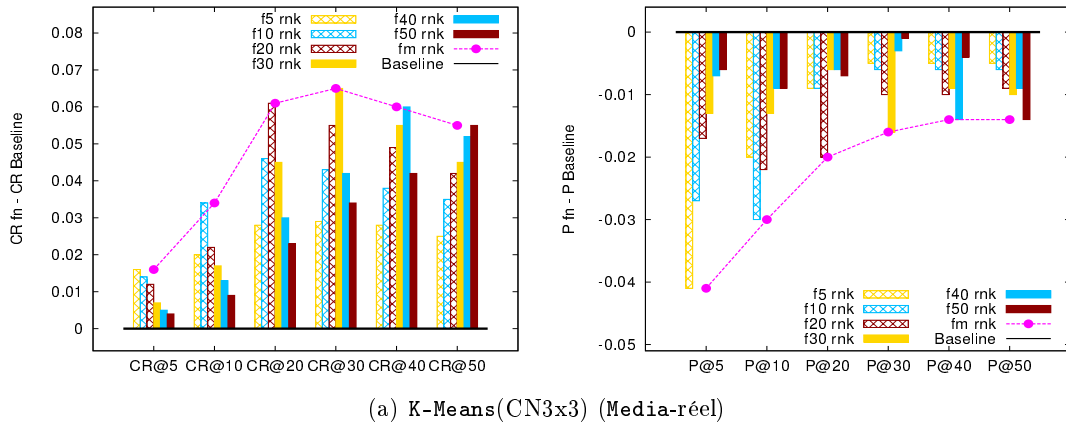 CR fn - CR Baseline
0.08
0.07
0.06
0.05
0.04
0.03
0.02
0.01
0
f5 rnk
f10 rnk
f20 rnk
f30 rnk
f40 rnk
f50 rnk
fm rnk
Baseline
CR@5 CR@10 CR@20 CR@30 CR@40 CR@50
P fn - P Baseline
0
-0.01
-0.02
-0.03
-0.04
-0.05
f5 rnk
f10 rnk
f20 rnk
f30 rnk
f40 rnk
f50 rnk
fm rnk
Baseline
P@5 P@10 P@20 P@30 P@40 P@50
(a) K-Means(CN3x3) (Media-réel)